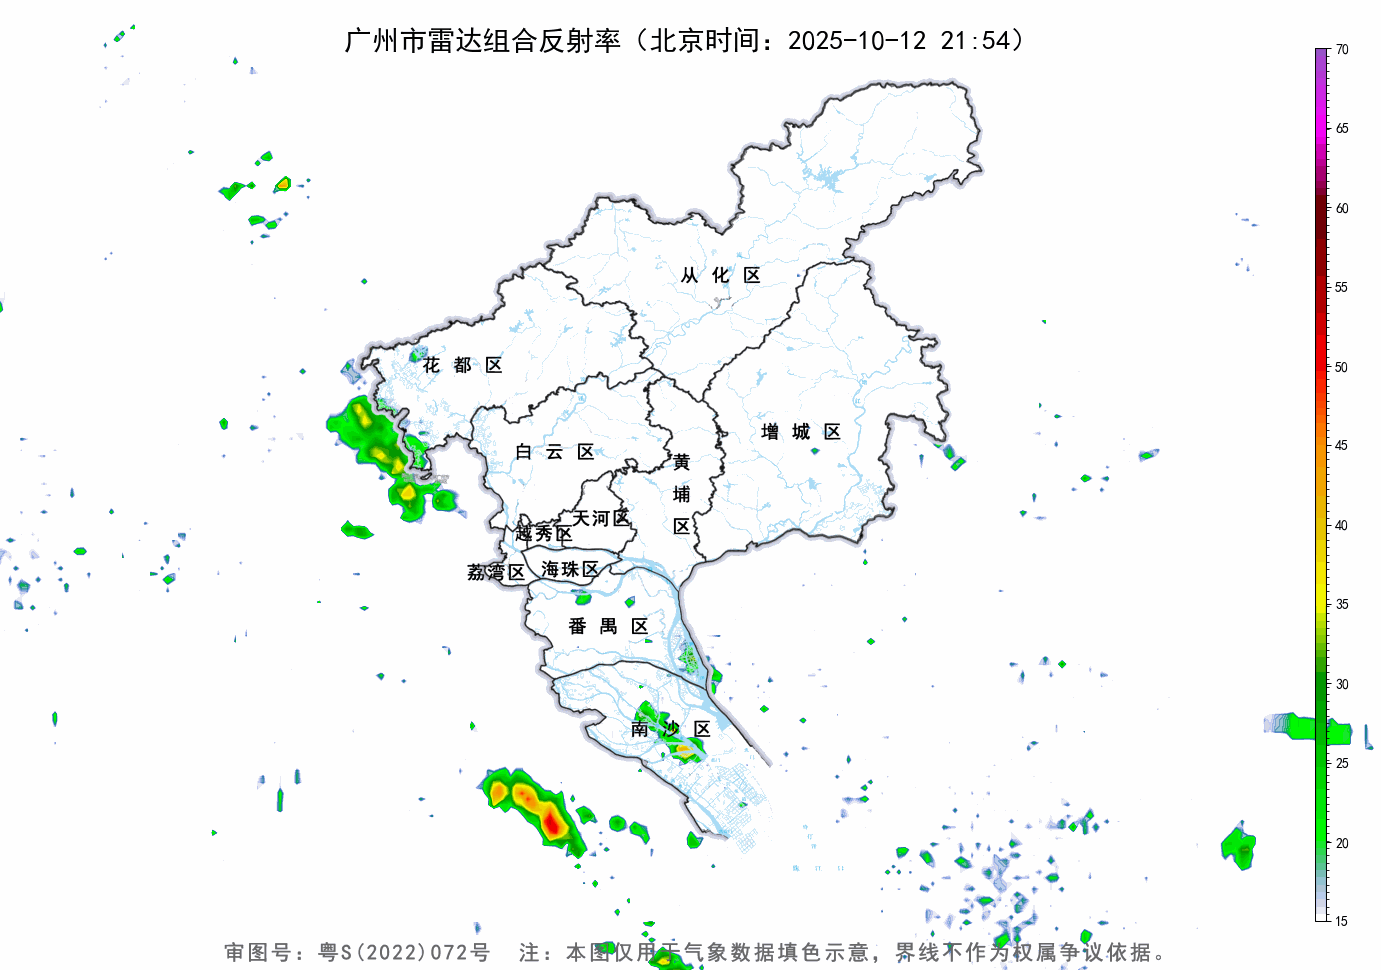 广州市雷达组合反射率（北京时间：2025-10-12 21:54）
70
65
60
55
50
45
40
35
30
25
20
15
从 化 区
花 都 区
增 城 区
白 云 区
黄
埔
区
天河区
越秀区
荔湾区
海珠区
番 禺 区
南 沙 区
审图号：粤S(2022)072号 注：本图仅用于气象数据填色示意，界线不作为权属争议依据。